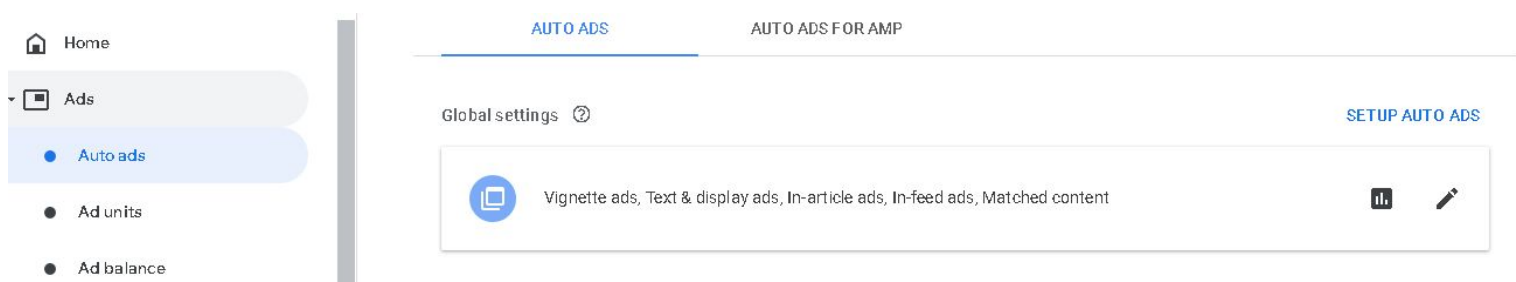 Home
Ads
Auto ads
Ad units
Ad balance
AUTO ADS
AUTO ADS FOR AMP
Global settings
SETUP AUTO ADS
Vignette ads, Text & display ads, In-article ads, In-feed ads, Matched content